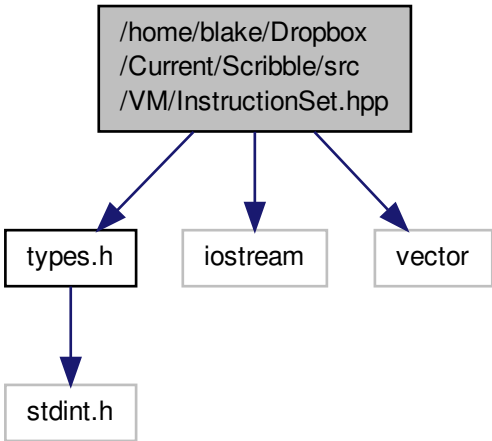 /home/blake/Dropbox
/Current/Scribble/src
/VM/InstructionSet.hpp
types.h
iostream
vector
stdint.h